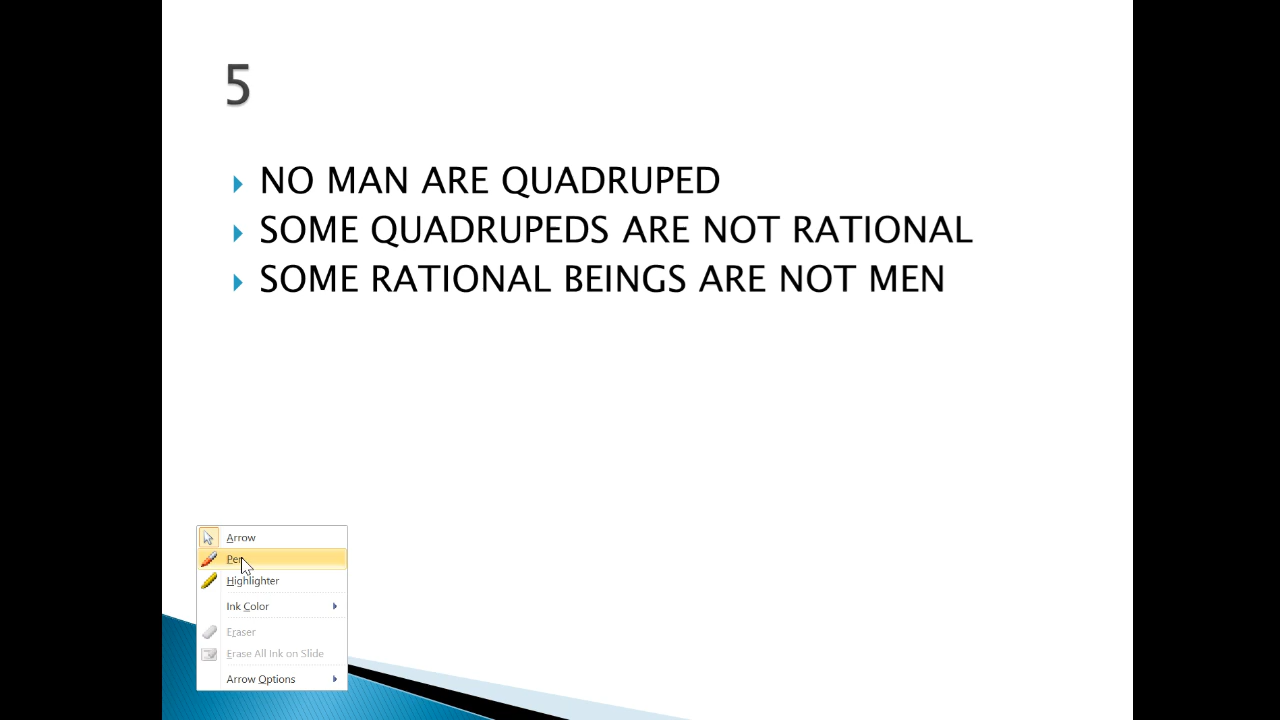 5
NO MAN ARE QUADRUPED
SOME QUADRUPEDS ARE NOT RATIONAL
SOME RATIONAL BEINGS ARE NOT MEN
Arrow
Pen
Highlighter
Ink Color
Eraser
Erase All Ink on Slide
Arrow Options